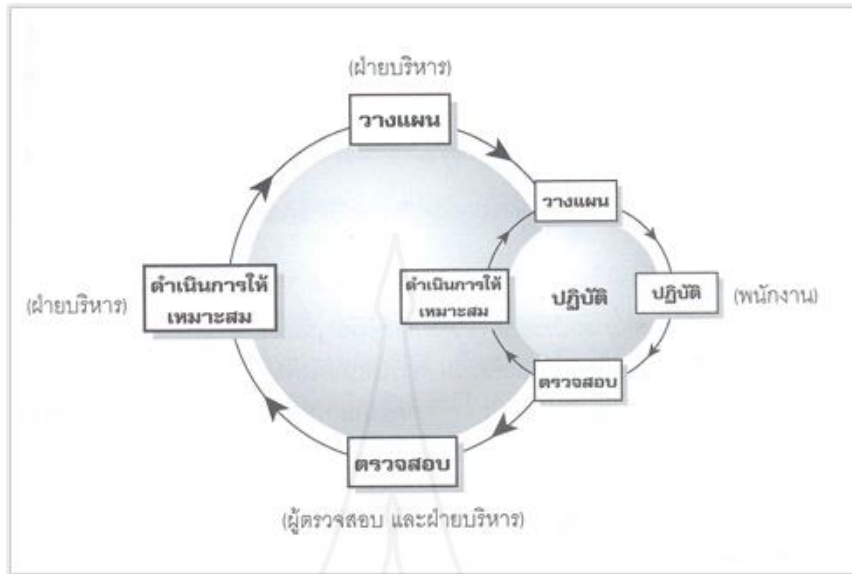 (ฝ่ายบริหาร)
วางแผน
วางแผน
(ฝ่ายบริหาร)
ดำเนินการให้
เหมาะสม
ดำเนินการให้
เหมาะสม
ปฏิบัติ
ปฏิบัติ
(พนักงาน)
ตรวจสอบ
ตรวจสอบ
(ผู้ตรวจสอบ และฝ่ายบริหาร)